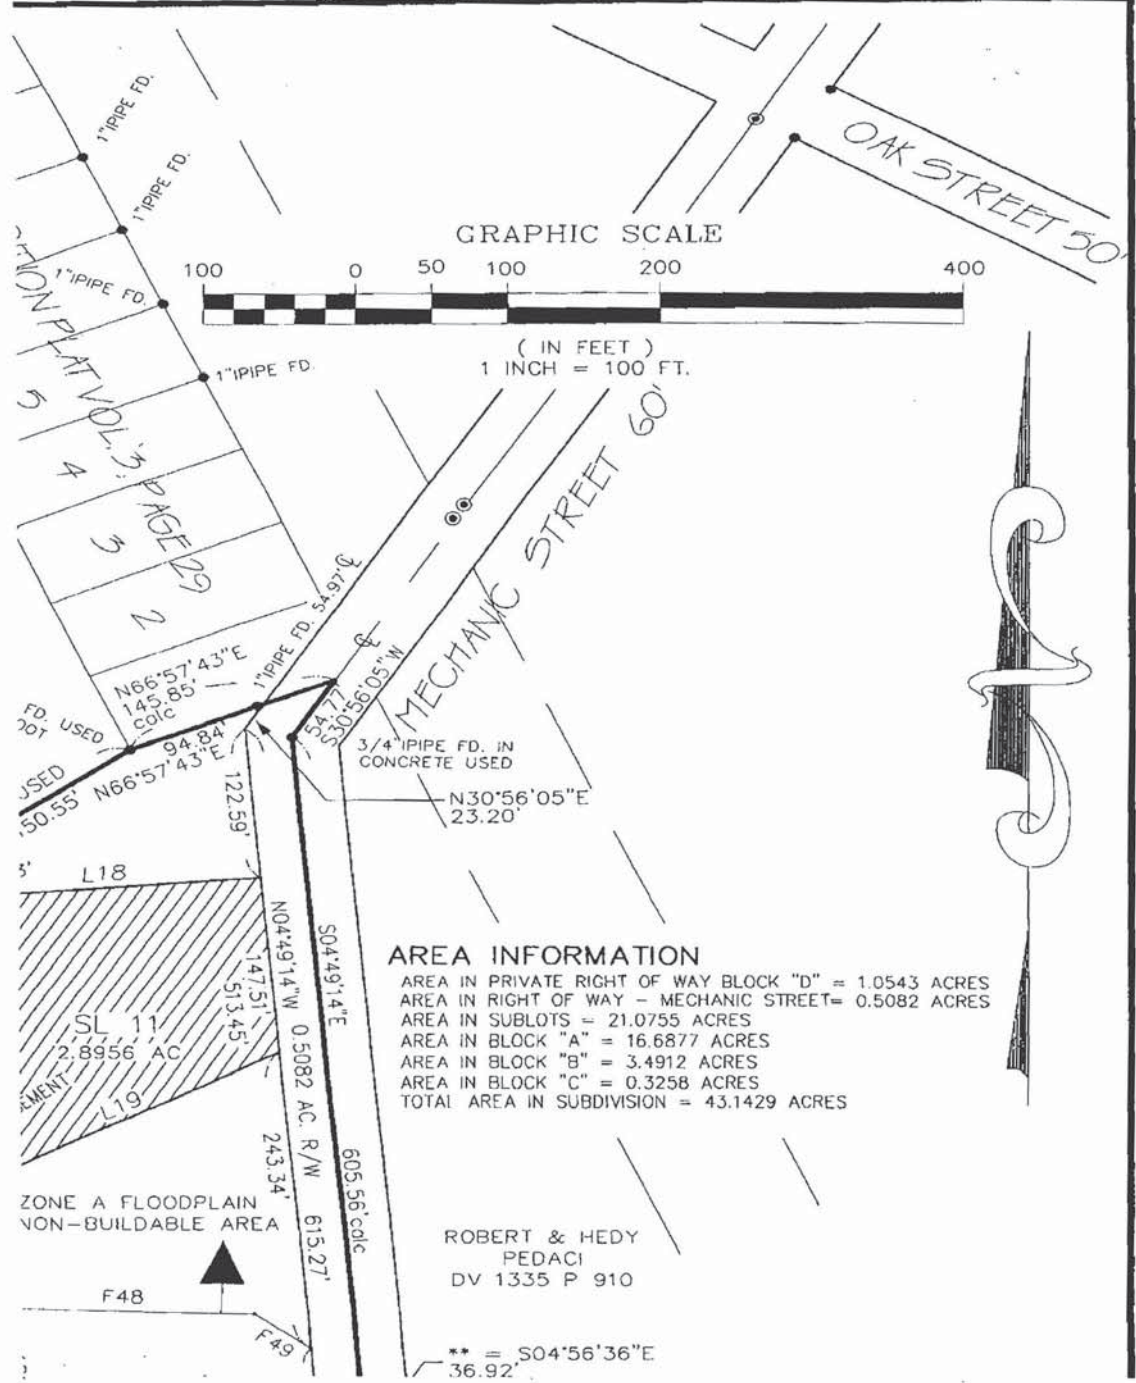 1"IPIPE FD.
1"IPIPE FD.
1"IPIPE FD.
1"IPIPE FD.
OAK STREET 50'
GRAPHIC SCALE
100 0 50 100 200 400
( IN FEET )
1 INCH = 100 FT.
PLAT VOL. 3, PAGE 29
5
4
3
2
MECHANIC STREET 60'
1"IPIPE FD. 54.97' ℄
℄
N66°57'43"E
145.85'
calc
94.84'
N66°57'43"E
54.77'
S30°56'05"W
FD. USED
USED
50.55'
3/4"IPIPE FD. IN
CONCRETE USED
N30°56'05"E
23.20'
122.59'
L18
N04°49'14"W 0.5082 AC. R/W 615.27'
S04°49'14"E
147.51'
513.45'
SL 11
2.8956 AC
L19
243.34'
605.56'calc
AREA INFORMATION
AREA IN PRIVATE RIGHT OF WAY BLOCK "D" = 1.0543 ACRES
AREA IN RIGHT OF WAY - MECHANIC STREET= 0.5082 ACRES
AREA IN SUBLOTS = 21.0755 ACRES
AREA IN BLOCK "A" = 16.6877 ACRES
AREA IN BLOCK "B" = 3.4912 ACRES
AREA IN BLOCK "C" = 0.3258 ACRES
TOTAL AREA IN SUBDIVISION = 43.1429 ACRES
ZONE A FLOODPLAIN
NON-BUILDABLE AREA
F48
F49
ROBERT & HEDY
PEDACI
DV 1335 P 910
** = S04°56'36"E
36.92'